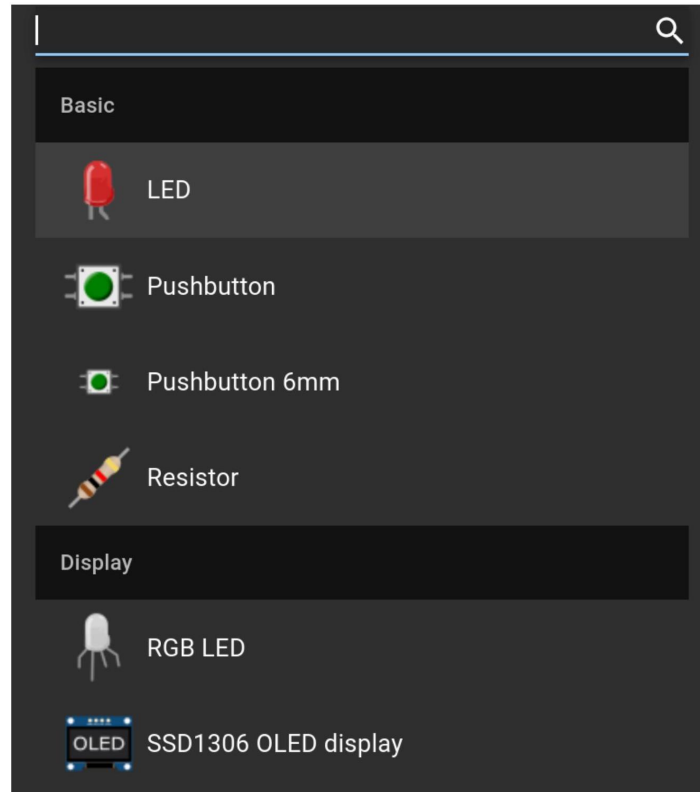 Basic
LED
Pushbutton
Pushbutton 6mm
Resistor
Display
RGB LED
OLED
SSD1306 OLED display